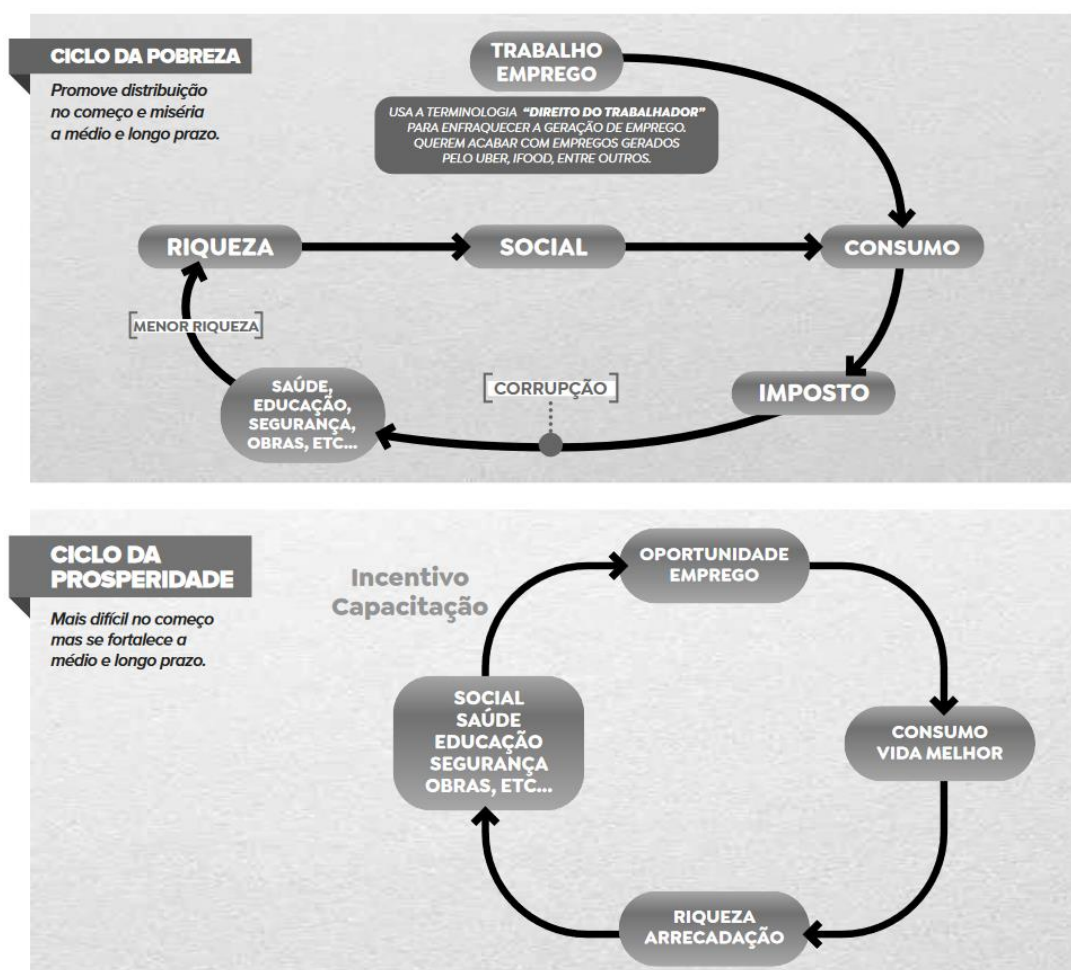 CICLO DA POBREZA
Promove distribuição
no começo e miséria
a médio e longo prazo.
TRABALHO
EMPREGO
USA A TERMINOLOGIA “DIREITO DO TRABALHADOR”
PARA ENFRAQUECER A GERAÇÃO DE EMPREGO.
QUEREM ACABAR COM EMPREGOS GERADOS
PELO UBER, IFOOD, ENTRE OUTROS.
RIQUEZA
SOCIAL
CONSUMO
[MENOR RIQUEZA]
SAÚDE,
EDUCAÇÃO,
SEGURANÇA,
OBRAS, ETC...
[CORRUPÇÃO]
IMPOSTO
CICLO DA
PROSPERIDADE
Mais difícil no começo
mas se fortalece a
médio e longo prazo.
Incentivo
Capacitação
OPORTUNIDADE
EMPREGO
SOCIAL
SAÚDE
EDUCAÇÃO
SEGURANÇA
OBRAS, ETC...
CONSUMO
VIDA MELHOR
RIQUEZA
ARRECADAÇÃO